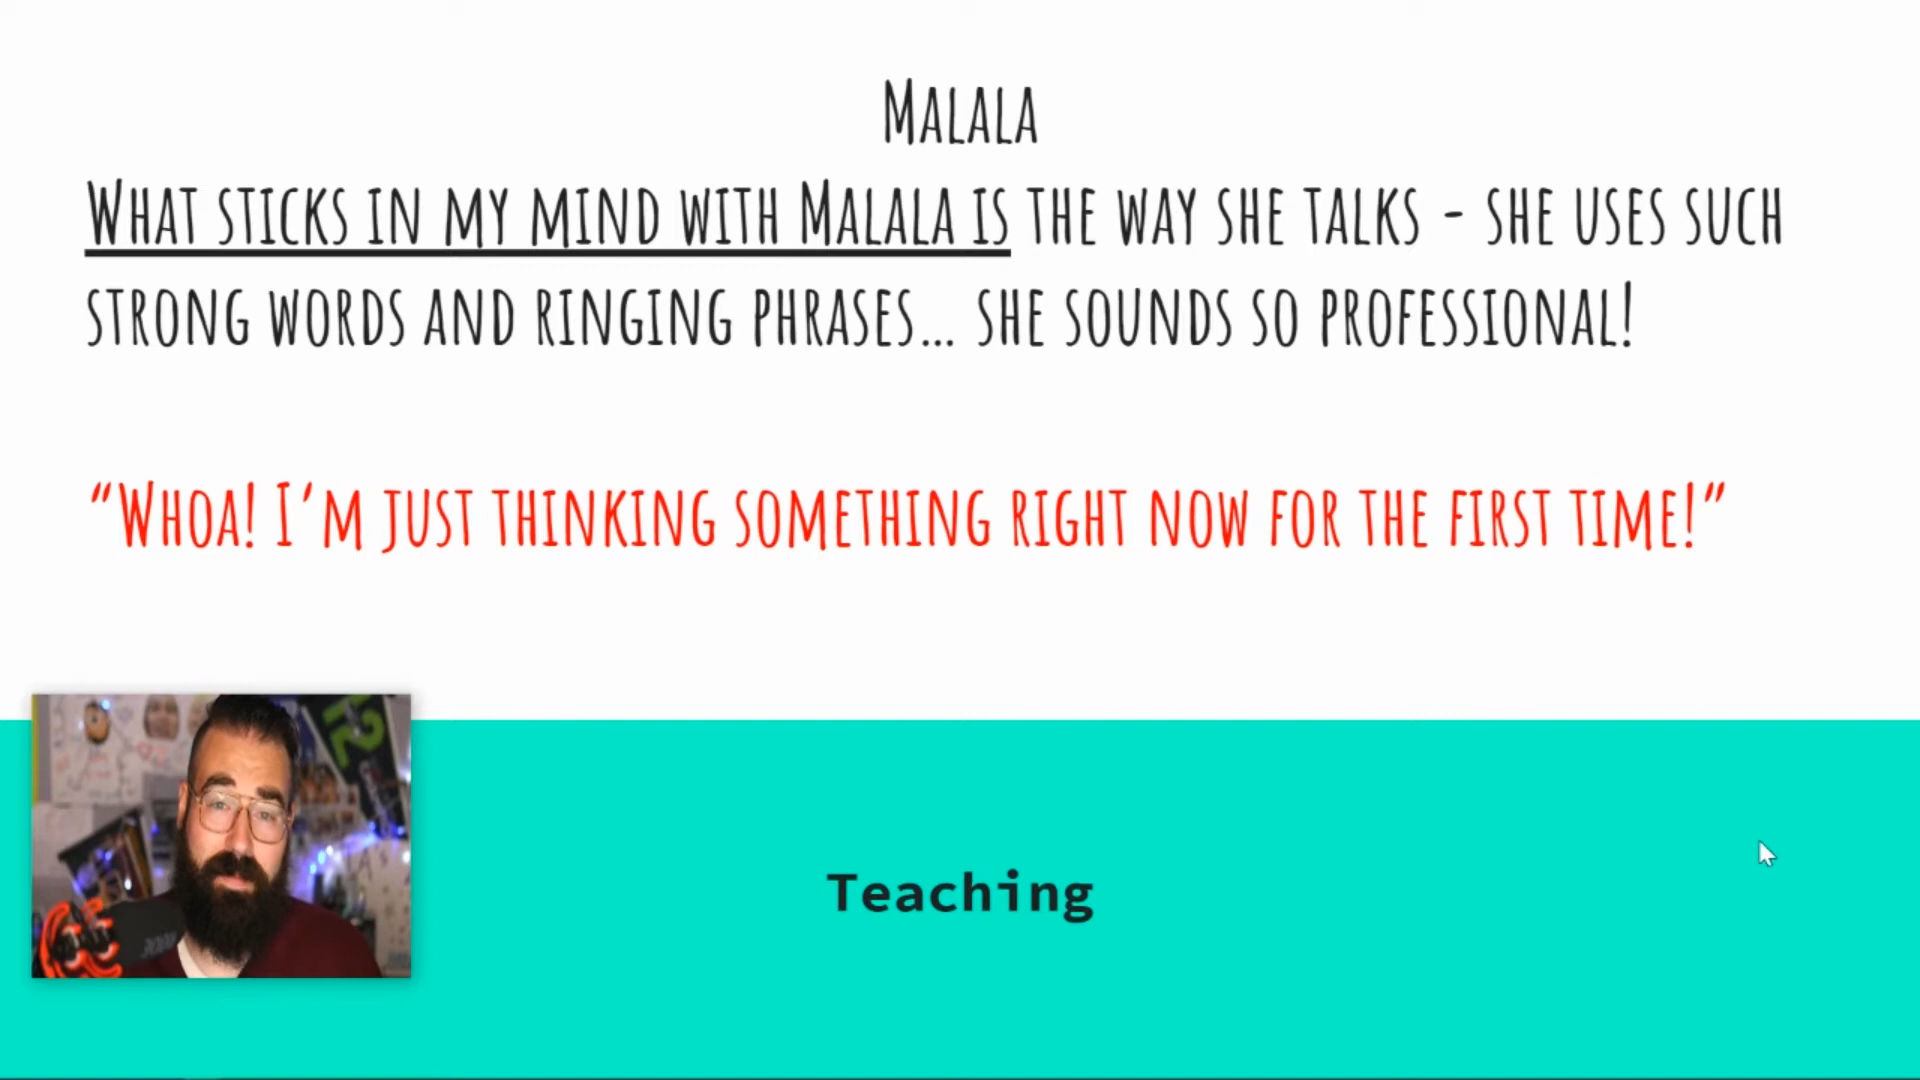 Malala
What sticks in my mind with Malala is the way she talks - she uses such
strong words and ringing phrases... she sounds so professional!
“Whoa! I’m just thinking something right now for the first time!”
12
Teaching